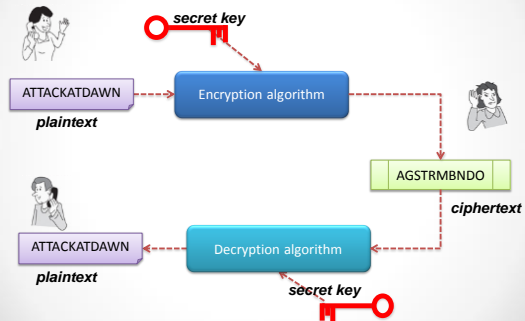 secret key
ATTACKATDAWN
Encryption algorithm
plaintext
AGSTRMBNDO
ciphertext
ATTACKATDAWN
Decryption algorithm
plaintext
secret key